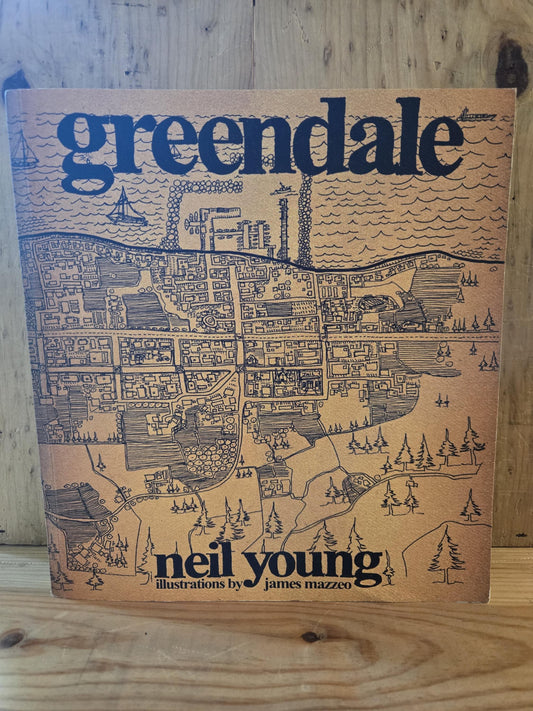 greendale
neil young
illustrations by james mazzeo